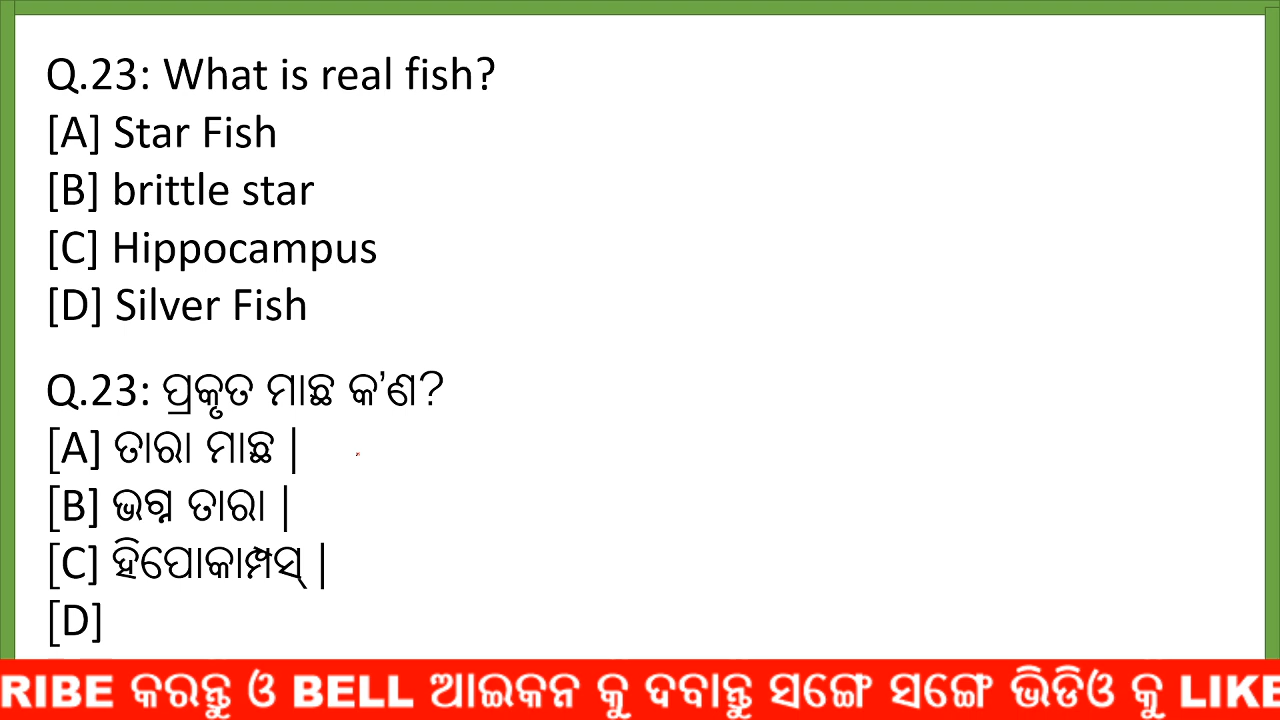 Q.23: What is real fish?
[A] Star Fish
[B] brittle star
[C] Hippocampus
[D] Silver Fish
Q.23: ପ୍ରକୃତ ମାଛ କ’ଣ?
[A] ତାରା ମାଛ |
[B] ଭଗ୍ନ ତାରା |
[C] ହିପୋକାମ୍ପସ୍ |
[D]
RIBE କରନ୍ତୁ ଓ BELL ଆଇକନ କୁ ଦବାନ୍ତୁ ସଙ୍ଗେ ସଙ୍ଗେ ଭିଡିଓ କୁ LIKE